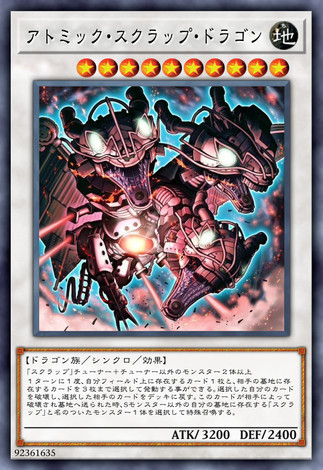 アトミック・スクラップ・ドラゴン
地
【ドラゴン族／シンクロ／効果】
「スクラップ」チューナー＋チューナー以外のモンスター２体以上
１ターンに１度、自分フィールド上に存在するカード１枚と、相手の墓地に存在
するカードを３枚まで選択して発動する事ができる。選択した自分のカード
を破壊し、選択した相手のカードをデッキに戻す。このカードが相手によって
破壊され墓地へ送られた時、Ｓモンスター以外の自分の墓地に存在する「スクラ
ップ」と名のついたモンスター１体を選択して特殊召喚する。
ATK/ 3200 DEF/2400
92361635